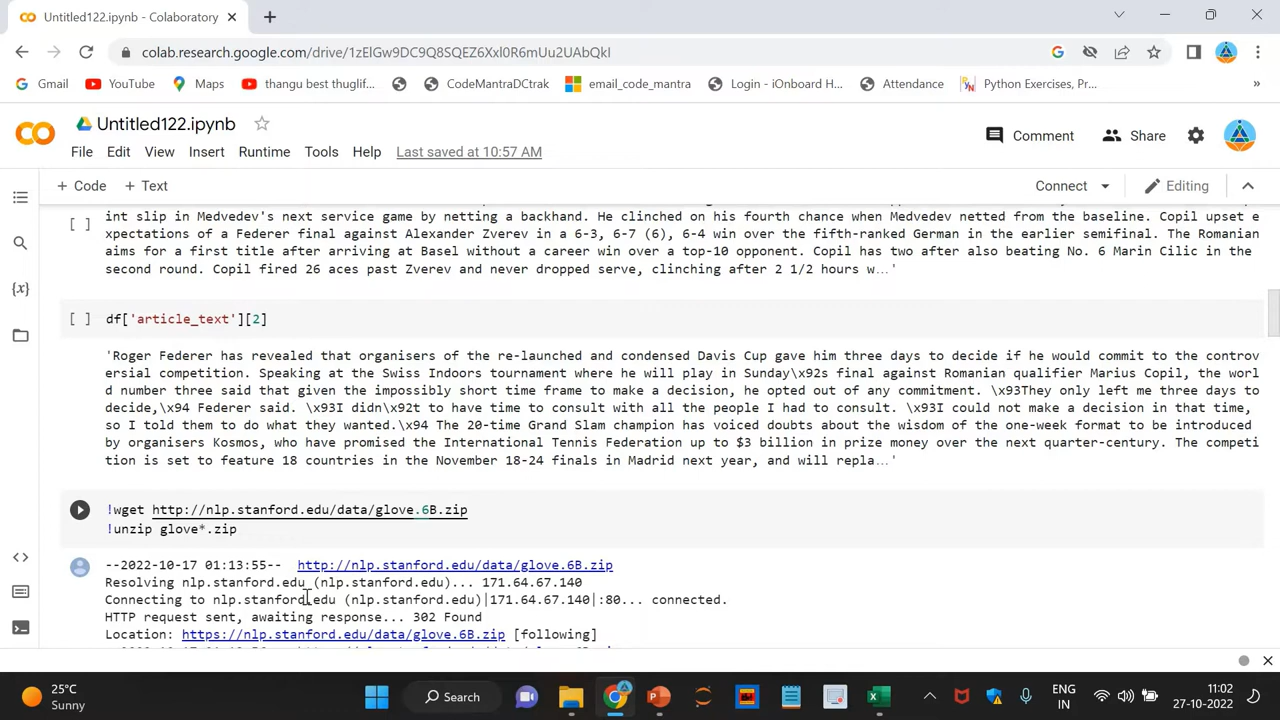 Untitled122.ipynb - Colaboratory
colab.research.google.com/drive/1zElGw9DC9Q8SQEZ6Xxl0R6mUu2UAbQkI
Gmail YouTube Maps thangu best thuglif... CodeMantraDCtrak email_code_mantra Login - iOnboard H... Attendance Python Exercises, Pr... »
Untitled122.ipynb
Comment Share
File Edit View Insert Runtime Tools Help Last saved at 10:57 AM
+ Code + Text Connect Editing
int slip in Medvedev's next service game by netting a backhand. He clinched on his fourth chance when Medvedev netted from the baseline. Copil upset e
[ ] xpectations of a Federer final against Alexander Zverev in a 6-3, 6-7 (6), 6-4 win over the fifth-ranked German in the earlier semifinal. The Romanian
aims for a first title after arriving at Basel without a career win over a top-10 opponent. Copil has two after also beating No. 6 Marin Cilic in the
second round. Copil fired 26 aces past Zverev and never dropped serve, clinching after 2 1/2 hours w…'
[ ] df['article_text'][2]
'Roger Federer has revealed that organisers of the re-launched and condensed Davis Cup gave him three days to decide if he would commit to the controv
ersial competition. Speaking at the Swiss Indoors tournament where he will play in Sunday\x92s final against Romanian qualifier Marius Copil, the worl
d number three said that given the impossibly short time frame to make a decision, he opted out of any commitment. \x93They only left me three days to
decide,\x94 Federer said. \x93I didn\x92t to have time to consult with all the people I had to consult. \x93I could not make a decision in that time,
so I told them to do what they wanted.\x94 The 20-time Grand Slam champion has voiced doubts about the wisdom of the one-week format to be introduced
by organisers Kosmos, who have promised the International Tennis Federation up to $3 billion in prize money over the next quarter-century. The competi
tion is set to feature 18 countries in the November 18-24 finals in Madrid next year, and will repla…'
!wget http://nlp.stanford.edu/data/glove.6B.zip
!unzip glove*.zip
--2022-10-17 01:13:55-- http://nlp.stanford.edu/data/glove.6B.zip
Resolving nlp.stanford.edu (nlp.stanford.edu)... 171.64.67.140
Connecting to nlp.stanford.edu (nlp.stanford.edu)|171.64.67.140|:80... connected.
HTTP request sent, awaiting response... 302 Found
Location: https://nlp.stanford.edu/data/glove.6B.zip [following]
25°C
Sunny
Search
ENG
IN
11:02
27-10-2022